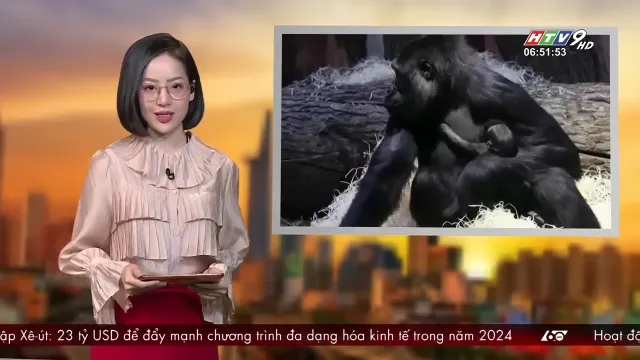 HTV9 HD
06:51:53
ập Xê-út: 23 tỷ USD để đẩy mạnh chương trình đa dạng hóa kinh tế trong năm 2024
60
Hoạt đ